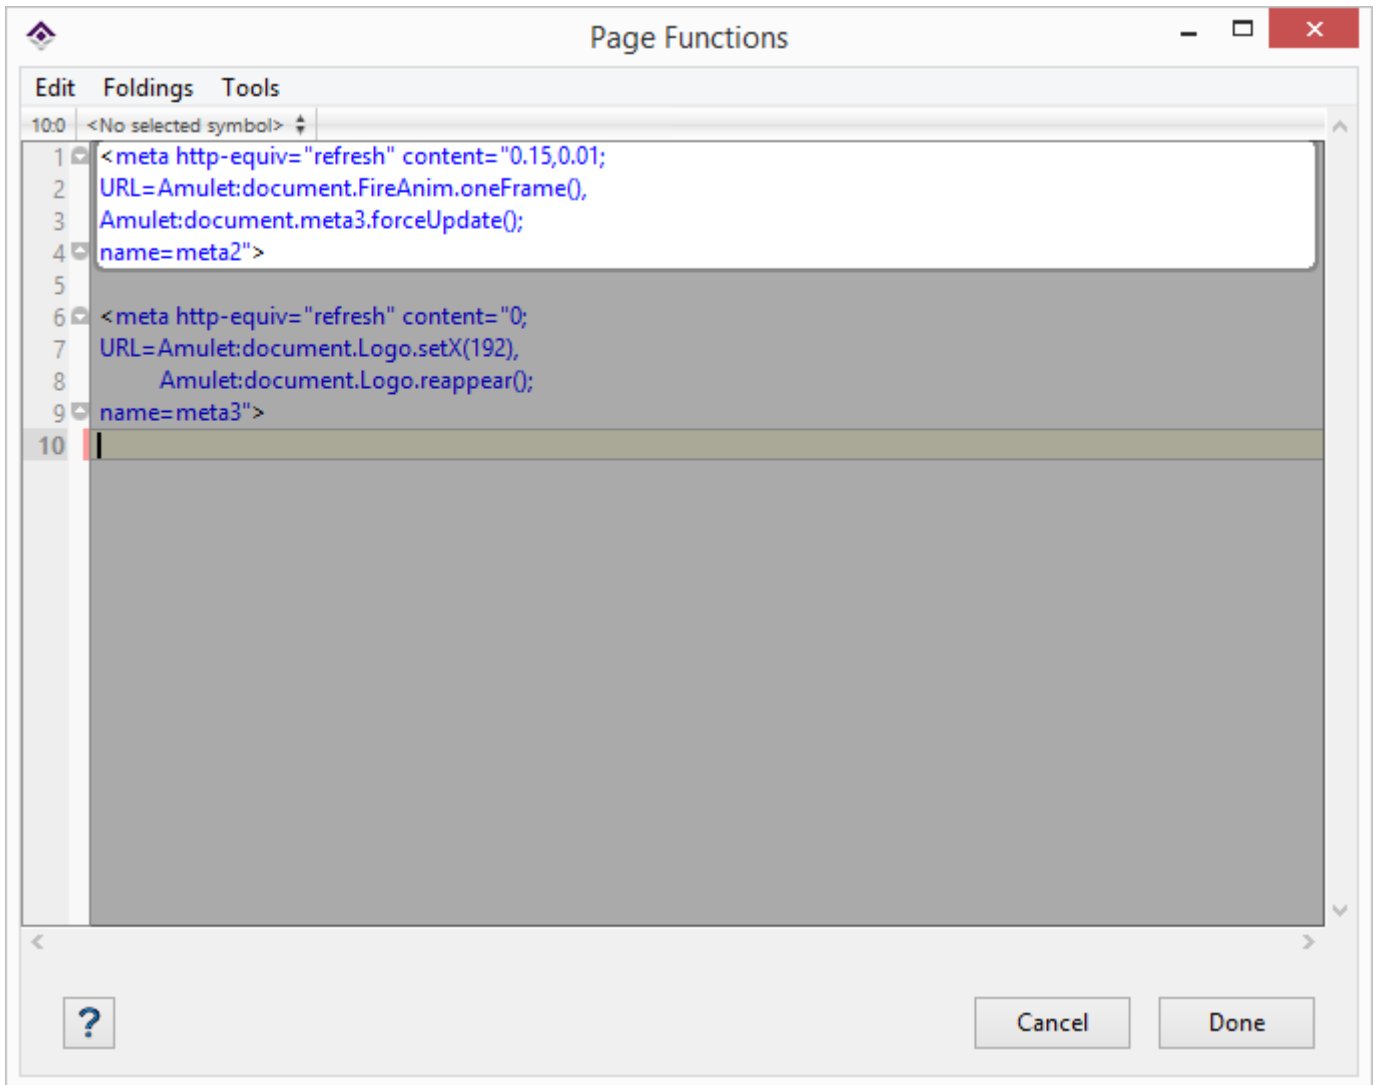 Page Functions
Edit Foldings Tools
10:0 <No selected symbol>
1 <meta http-equiv="refresh" content="0.15,0.01;
2 URL=Amulet:document.FireAnim.oneFrame(),
3 Amulet:document.meta3.forceUpdate();
4 name=meta2">
5
6 <meta http-equiv="refresh" content="0;
7 URL=Amulet:document.Logo.setX(192),
8 Amulet:document.Logo.reappear();
9 name=meta3">
10
? Cancel Done